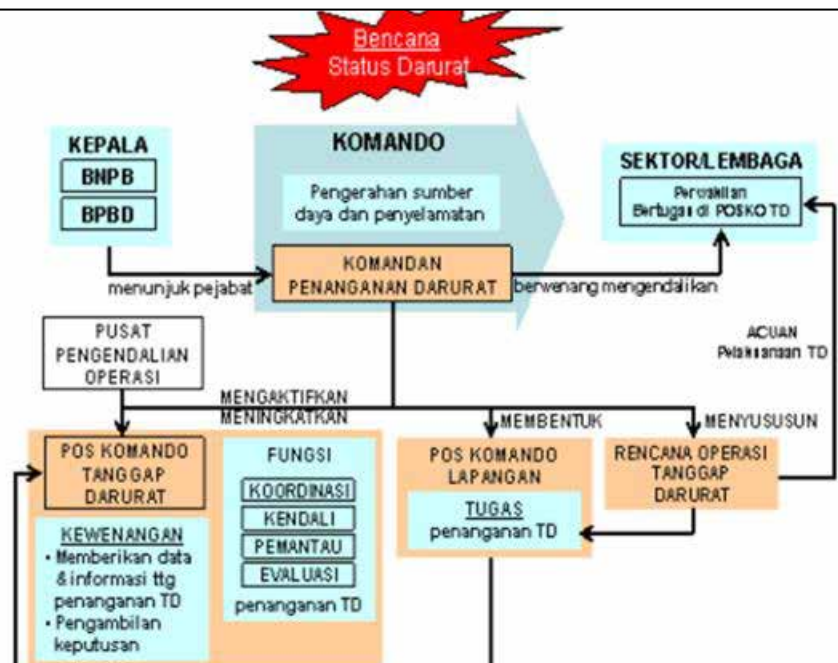 Bencana
Status Darurat
KEPALA
BNPB
BPBD
KOMANDO
Pengerahan sumber
daya dan penyelamatan
SEKTOR/LEMBAGA
Perwakilan
Bertugas di POSKO TD
menunjuk pejabat
KOMANDAN
PENANGANAN DARURAT
berwenang mengendalikan
PUSAT
PENGENDALIAN
OPERASI
ACUAN
Pelaksanaan TD
MENGAKTIFKAN
MENINGKATKAN
MEMBENTUK
MENYUSUSUN
POS KOMANDO
TANGGAP
DARURAT
KEWENANGAN
• Memberikan data
& informasi ttg
penanganan TD
• Pengambilan
keputusan
FUNGSI
KOORDINASI
KENDALI
PEMANTAU
EVALUASI
penanganan TD
POS KOMANDO
LAPANGAN
TUGAS
penanganan TD
RENCANA OPERASI
TANGGAP
DARURAT